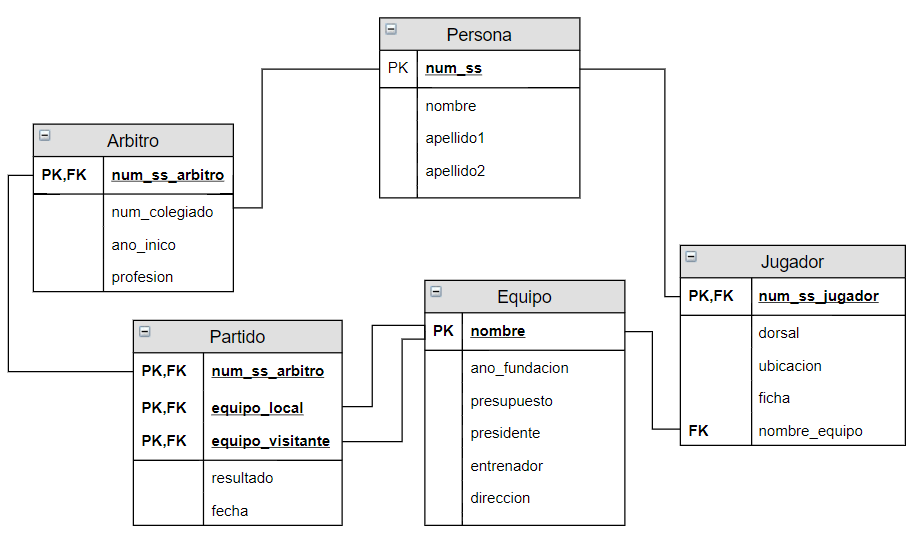 Persona
PK num_ss
nombre
apellido1
apellido2
Arbitro
PK,FK num_ss_arbitro
num_colegiado
ano_inico
profesion
Jugador
PK,FK num_ss_jugador
dorsal
ubicacion
ficha
FK nombre_equipo
Equipo
PK nombre
ano_fundacion
presupuesto
presidente
entrenador
direccion
Partido
PK,FK num_ss_arbitro
PK,FK equipo_local
PK,FK equipo_visitante
resultado
fecha